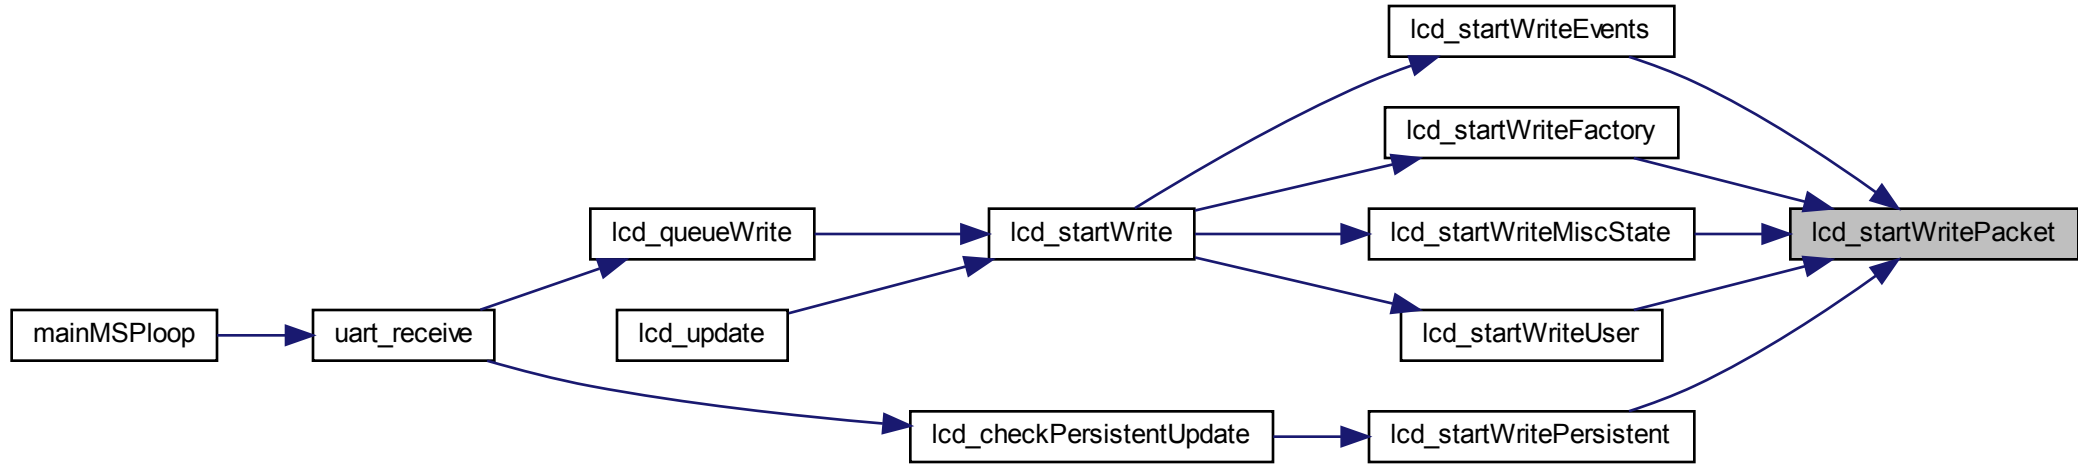 lcd_startWriteEvents
lcd_startWriteFactory
lcd_queueWrite
lcd_startWrite
lcd_startWriteMiscState
lcd_startWritePacket
mainMSPloop
uart_receive
lcd_update
lcd_startWriteUser
lcd_checkPersistentUpdate
lcd_startWritePersistent